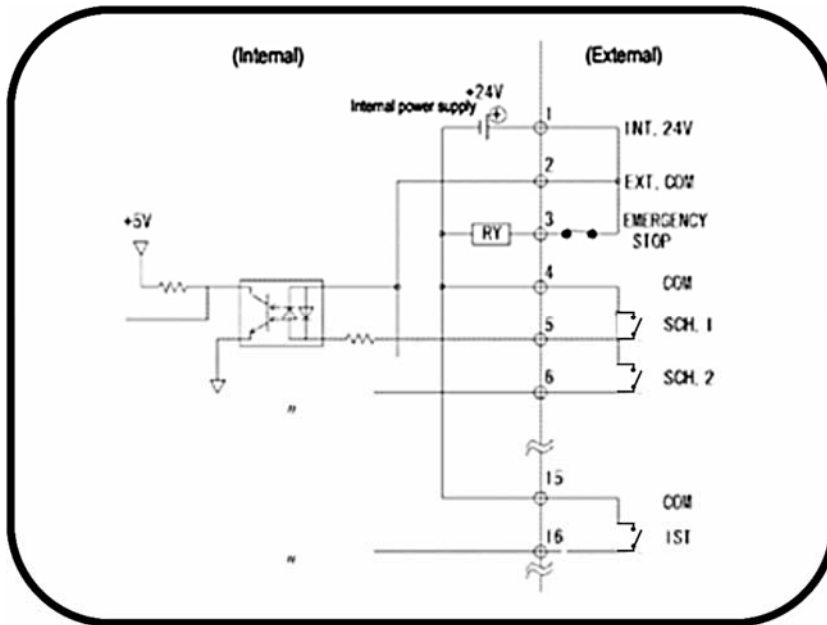 (Internal)
(External)
+24V
Internal power supply
1
INT. 24V
2
EXT. COM
+5V
3
RY
EMERGENCY
STOP
4
COM
5
SCH. 1
6
SCH. 2
〃
15
COM
16
IST
〃